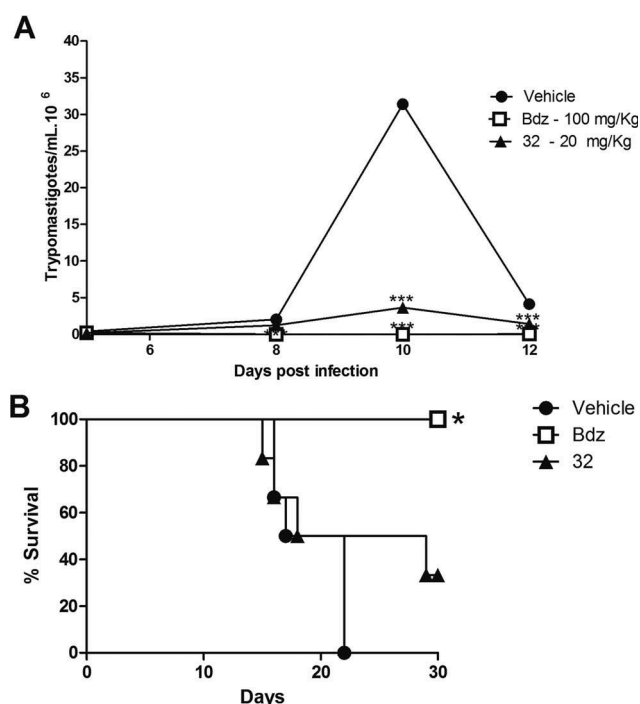 A
Trypomastigotes/mL.10 6
40
35
30
25
20
15
10
5
0
6
8
10
12
Days post infection
***
***
***
***
***
Vehicle
Bdz - 100 mg/Kg
32 - 20 mg/Kg
B
% Survival
100
80
60
40
20
0
0
10
20
30
Days
*
Vehicle
Bdz
32